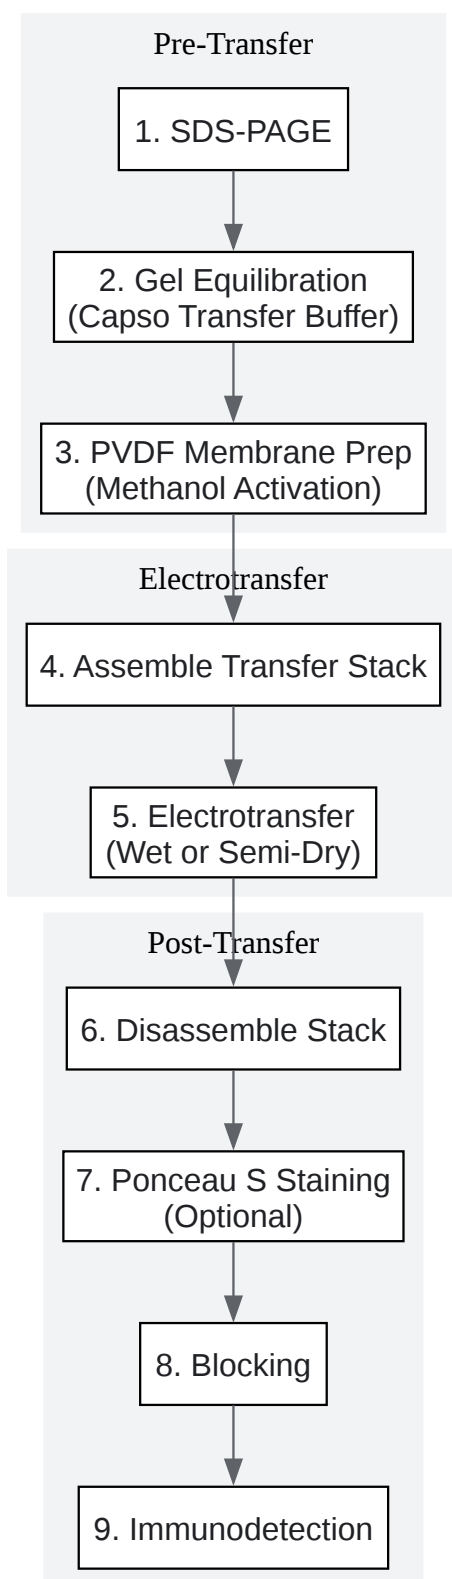 Pre-Transfer
1. SDS-PAGE
2. Gel Equilibration
(Capso Transfer Buffer)
3. PVDF Membrane Prep
(Methanol Activation)
Electrotransfer
4. Assemble Transfer Stack
5. Electrotransfer
(Wet or Semi-Dry)
Post-Transfer
6. Disassemble Stack
7. Ponceau S Staining
(Optional)
8. Blocking
9. Immunodetection